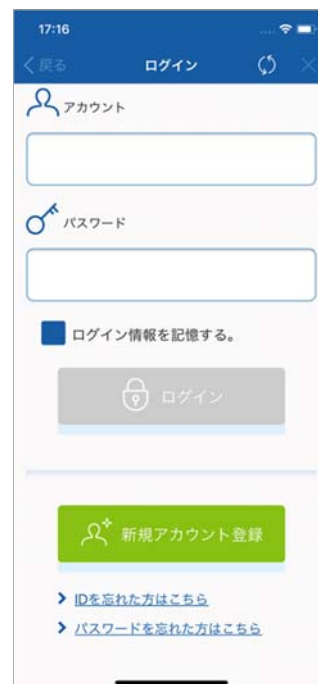 17:16
戻る ログイン
アカウント
パスワード
ログイン情報を記憶する。
ログイン
新規アカウント登録
IDを忘れた方はこちら
パスワードを忘れた方はこちら